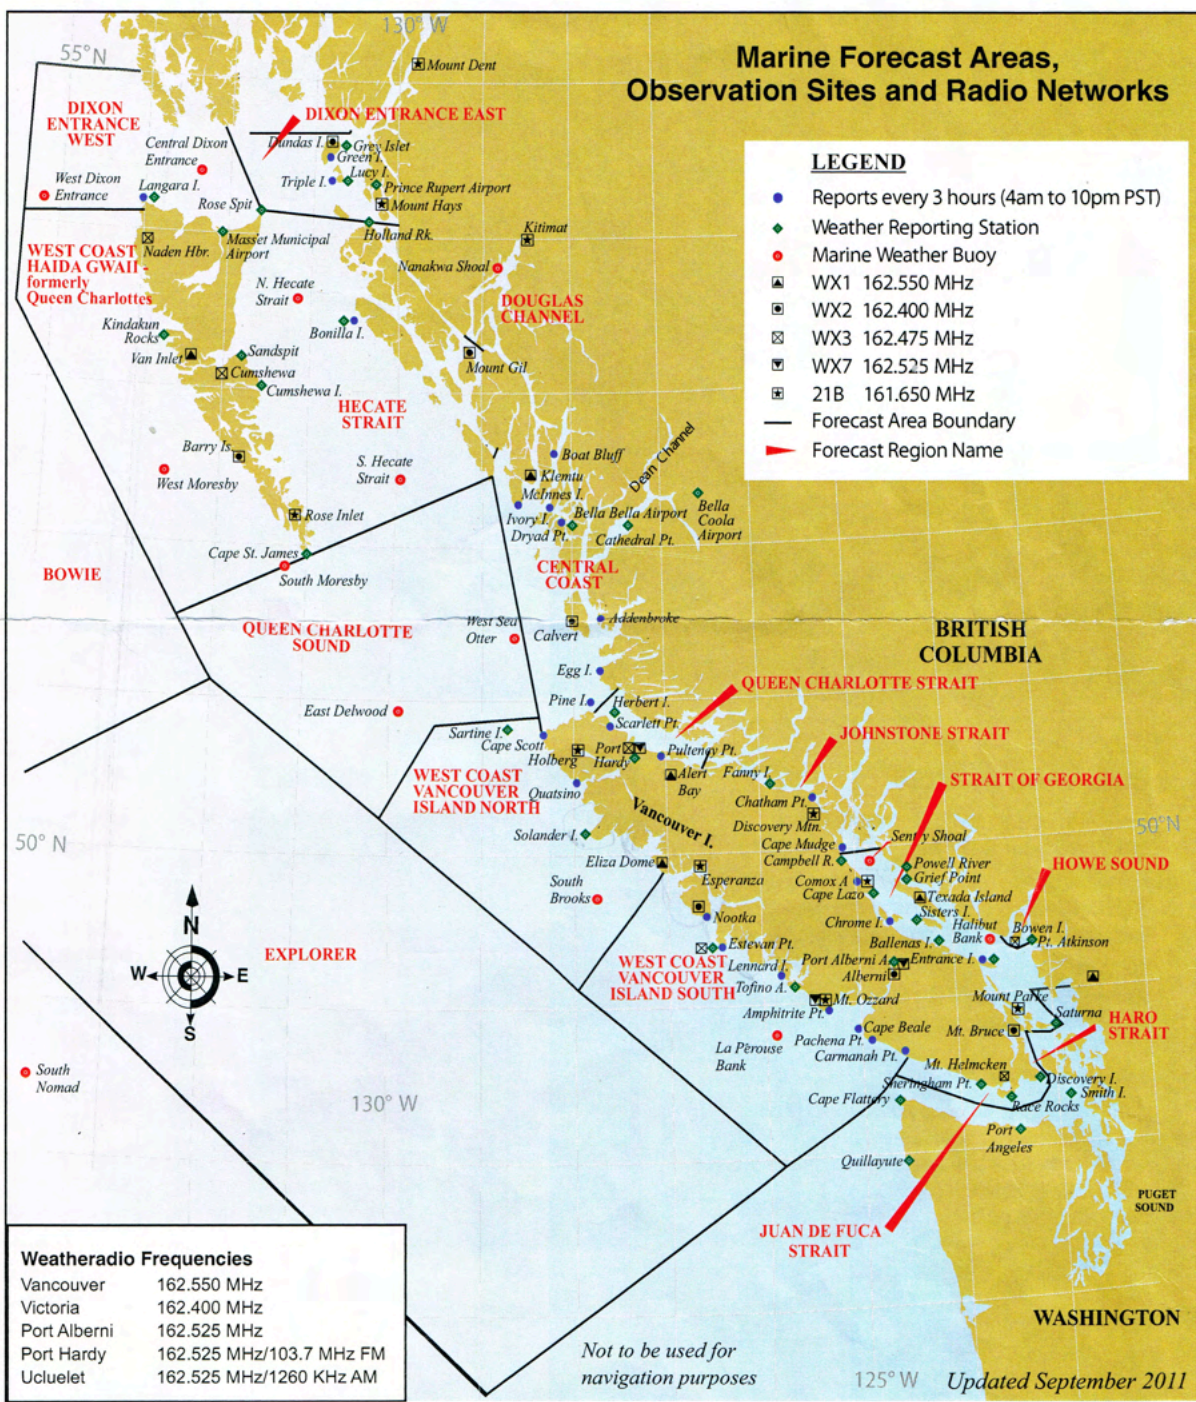 130° W
55° N
Marine Forecast Areas,
Observation Sites and Radio Networks
LEGEND
Reports every 3 hours (4am to 10pm PST)
Weather Reporting Station
Marine Weather Buoy
WX1 162.550 MHz
WX2 162.400 MHz
WX3 162.475 MHz
WX7 162.525 MHz
21B 161.650 MHz
Forecast Area Boundary
Forecast Region Name
Mount Dent
DIXON
ENTRANCE
WEST
DIXON ENTRANCE EAST
Central Dixon
Entrance
West Dixon
Entrance
Langara I.
Rose Spit
Dundas I.
Grey Islet
Green I.
Lucy I.
Triple I.
Prince Rupert Airport
Mount Hays
Holland Rk.
Kitimat
WEST COAST
HAIDA GWAII -
formerly
Queen Charlottes
Naden Hbr.
Masset Municipal
Airport
N. Hecate
Strait
Nanakwa Shoal
DOUGLAS
CHANNEL
Bonilla I.
Kindakun
Rocks
Van Inlet
Sandspit
Cumshewa
Cumshewa I.
Mount Gil
HECATE
STRAIT
Barry Is.
West Moresby
S. Hecate
Strait
Rose Inlet
Cape St. James
South Moresby
BOWIE
Boat Bluff
Klemtu
McInnes I.
Ivory I.
Dryad Pt.
Bella Bella Airport
Cathedral Pt.
Dean Channel
Bella
Coola
Airport
CENTRAL
COAST
QUEEN CHARLOTTE
SOUND
West Sea
Otter
Calvert
Addenbroke
BRITISH
COLUMBIA
Egg I.
Pine I.
Herbert I.
Scarlett Pt.
QUEEN CHARLOTTE STRAIT
East Delwood
Sartine I.
Cape Scott
Holberg
Port
Hardy
Pulteney Pt.
Alert
Bay
JOHNSTONE STRAIT
STRAIT OF GEORGIA
WEST COAST
VANCOUVER
ISLAND NORTH
Quatsino
Vancouver I.
Fanny I.
Chatham Pt.
Discovery Mtn.
Solander I.
Cape Mudge
Campbell R.
Sentry Shoal
50° N
50° N
Eliza Dome
Esperanza
Comox A
Cape Lazo
Powell River
Grief Point
HOWE SOUND
Texada Island
Sisters I.
South
Brooks
Nootka
Chrome I.
Halibut
Bank
Bowen I.
Pt. Atkinson
Ballenas I.
EXPLORER
N
W
E
S
WEST COAST
VANCOUVER
ISLAND SOUTH
Estevan Pt.
Lennard I.
Tofino A.
Port Alberni A.
Alberni
Entrance I.
Amphitrite Pt.
Mt. Ozzard
Mount Parke
Saturna
HARO
STRAIT
La Perouse
Bank
Cape Beale
Pachena Pt.
Carmanah Pt.
Mt. Bruce
Mt. Helmcken
Sheringham Pt.
Discovery I.
Smith I.
Race Rocks
South
Nomad
130° W
Cape Flattery
Port
Angeles
Quillayute
PUGET
SOUND
JUAN DE FUCA
STRAIT
WASHINGTON
Weatheradio Frequencies
Vancouver 162.550 MHz
Victoria 162.400 MHz
Port Alberni 162.525 MHz
Port Hardy 162.525 MHz/103.7 MHz FM
Ucluelet 162.525 MHz/1260 KHz AM
Not to be used for
navigation purposes
125° W
Updated September 2011